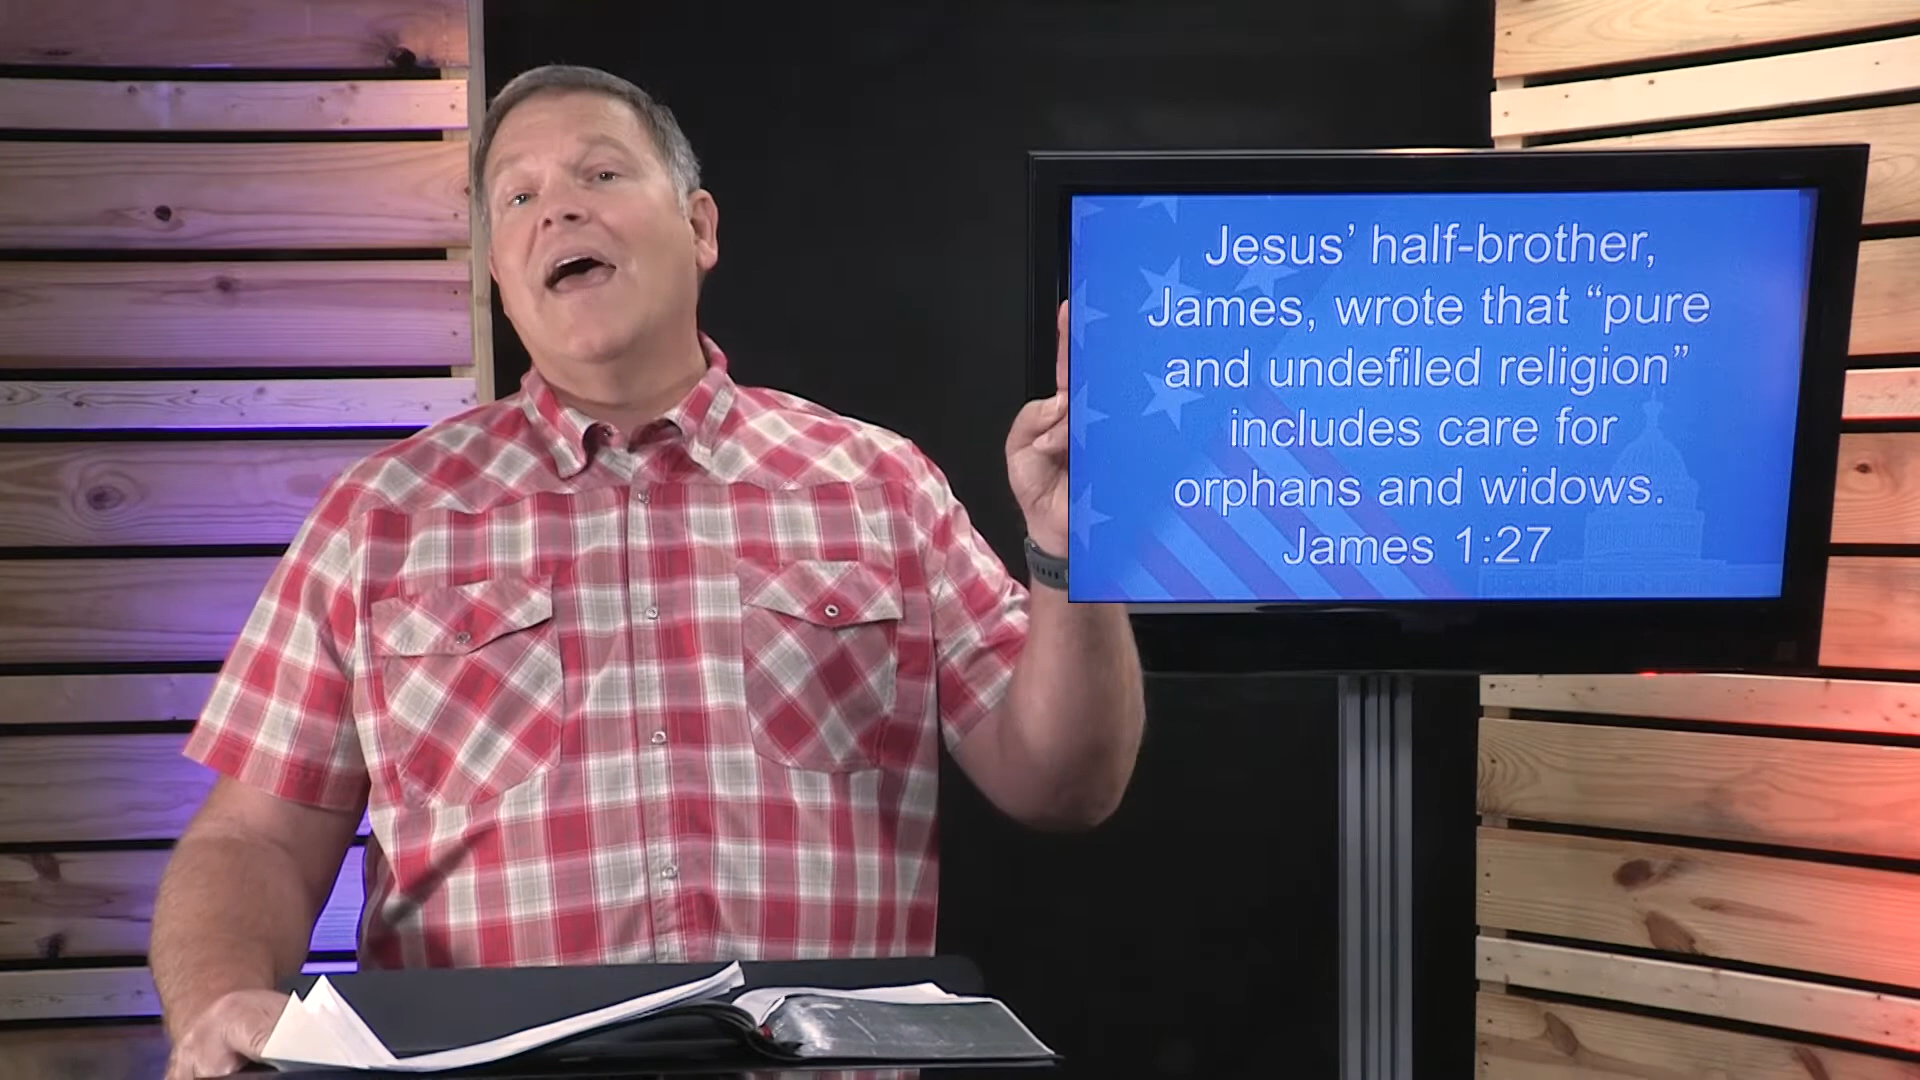 Jesus’ half-brother,
James, wrote that “pure
and undefiled religion”
includes care for
orphans and widows.
James 1:27